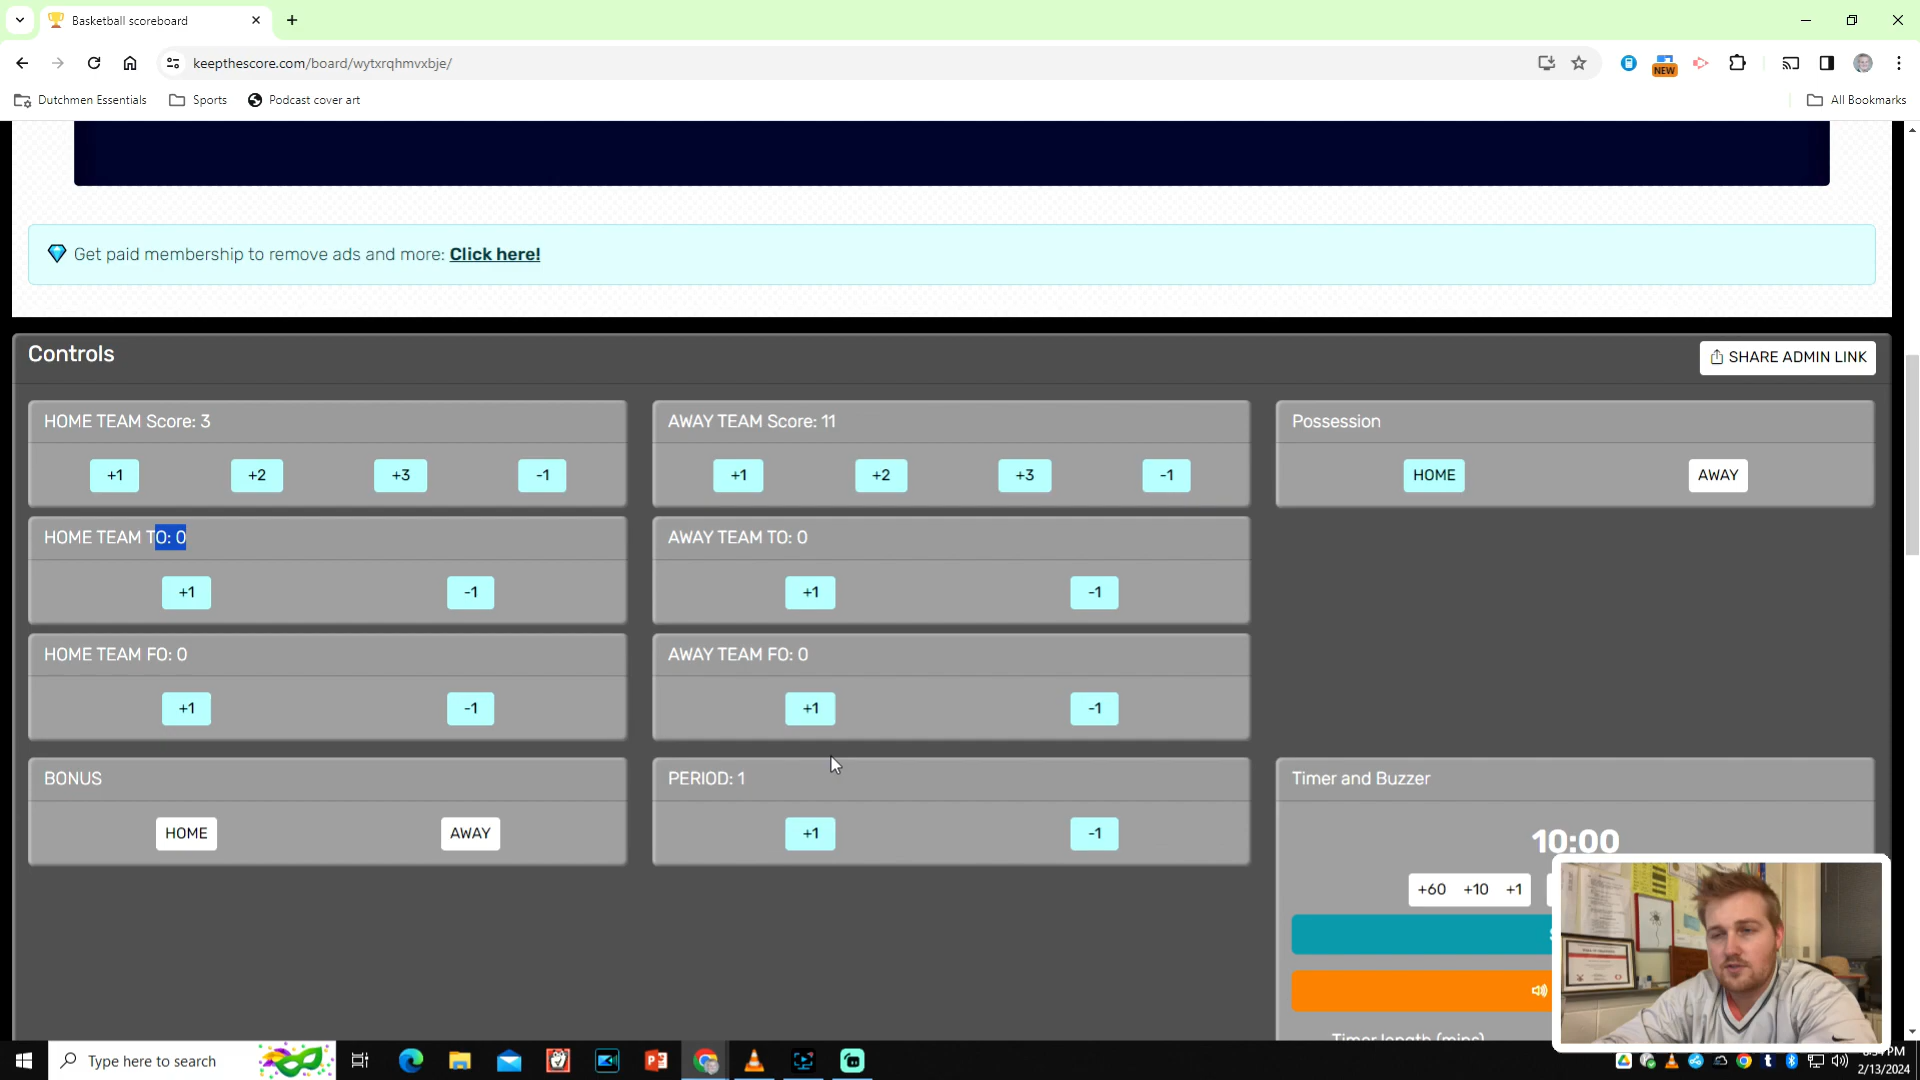 Basketball scoreboard
keepthescore.com/board/wytxrqhmvxbje/
NEW
Dutchmen Essentials
Sports
Podcast cover art
All Bookmarks
Get paid membership to remove ads and more: Click here!
Controls
SHARE ADMIN LINK
HOME TEAM Score: 3
AWAY TEAM Score: 11
Possession
+1 +2 +3 -1
+1 +2 +3 -1
HOME AWAY
HOME TEAM TO: 0
AWAY TEAM TO: 0
+1 -1
+1 -1
HOME TEAM FO: 0
AWAY TEAM FO: 0
+1 -1
+1 -1
BONUS
PERIOD: 1
Timer and Buzzer
HOME AWAY
+1 -1
10:00
+60 +10 +1
Timer length (mins)
Type here to search
2/13/2024